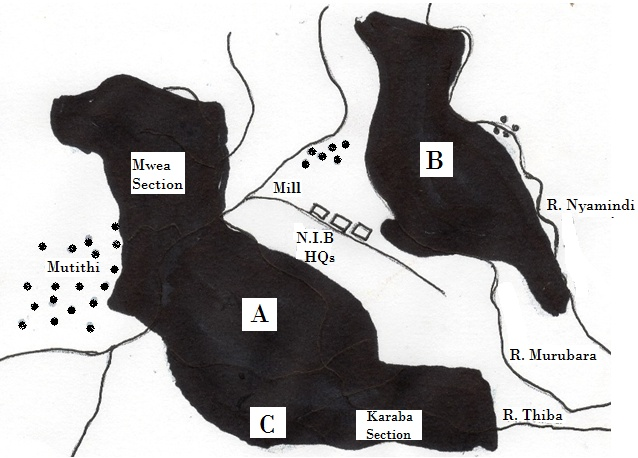 Mwea
Section
B
Mill
R. Nyamindi
N.I.B
HQs
Mutithi
A
R. Murubara
C
Karaba
Section
R. Thiba